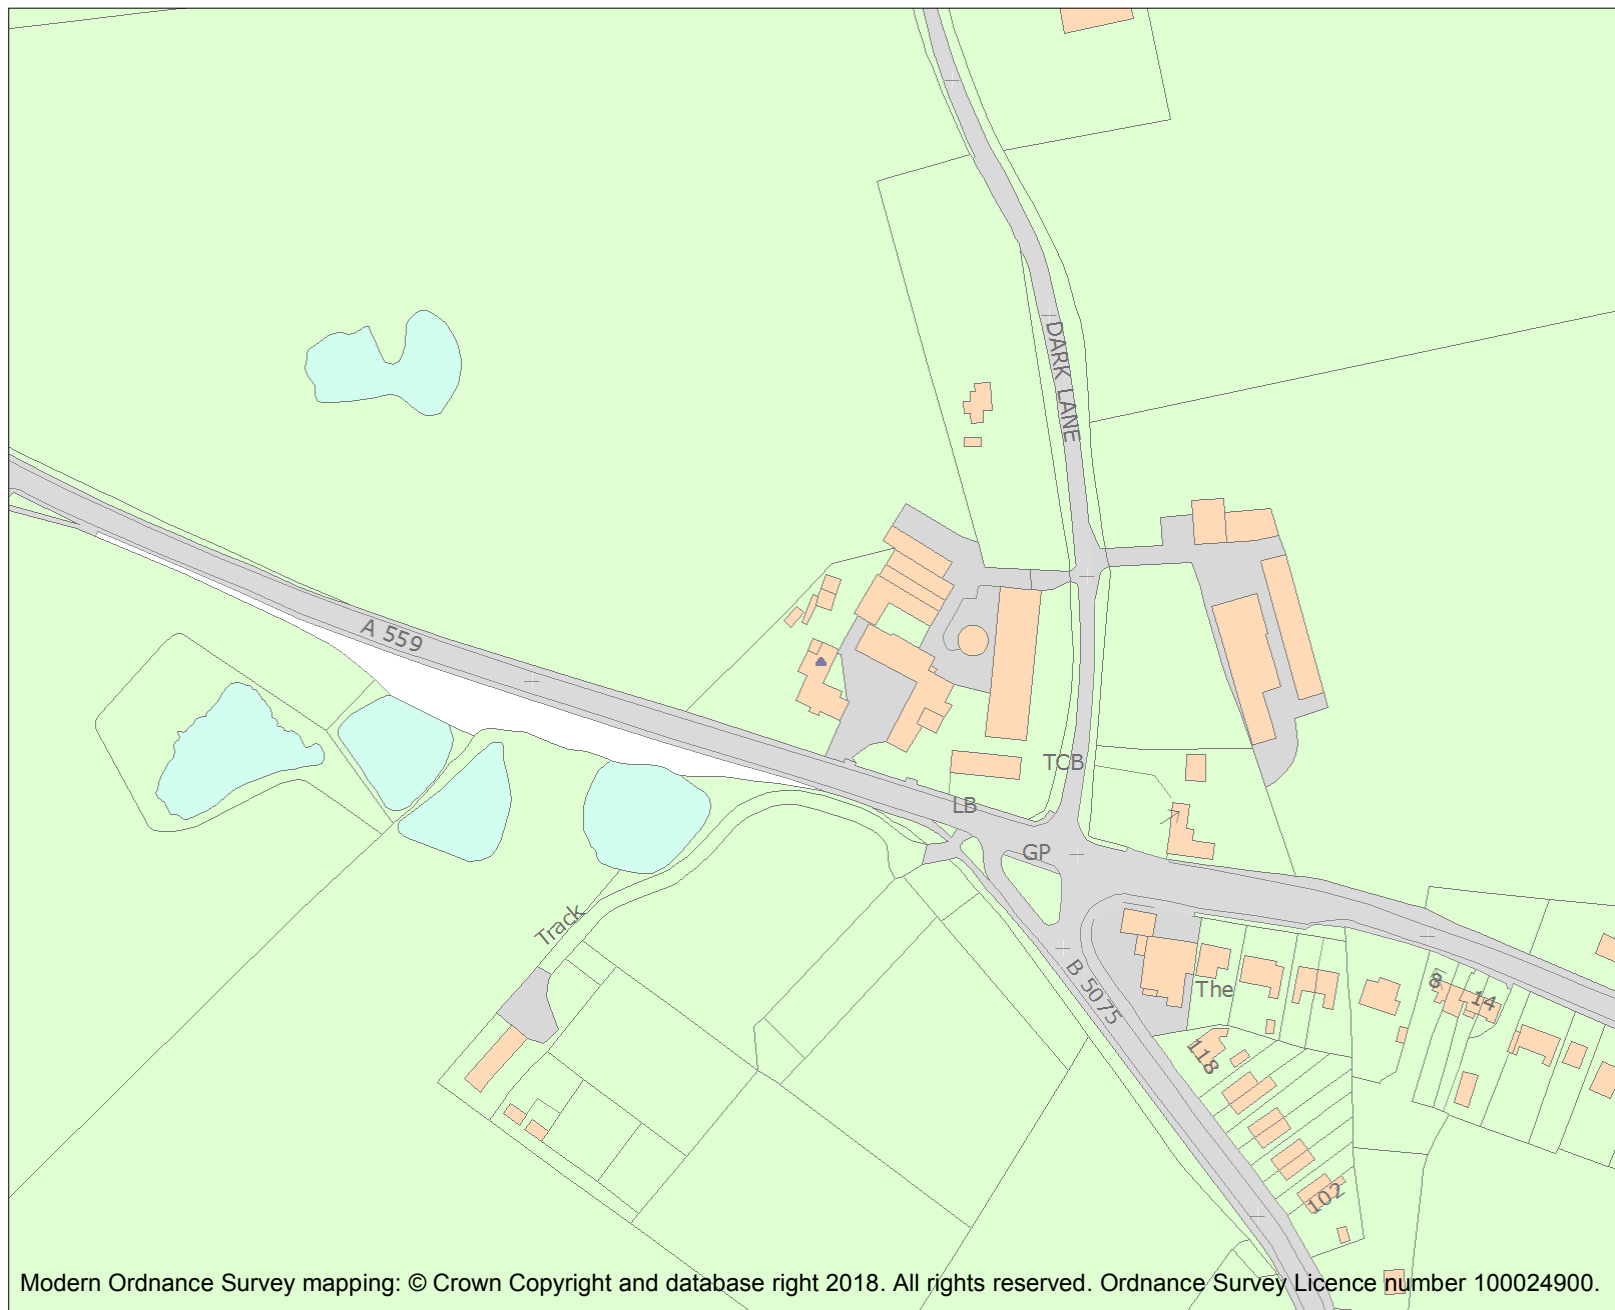 DARK LANE
A 559
TCB
LB
GP
Track
B 5075
The
8
14
118
102
Modern Ordnance Survey mapping: © Crown Copyright and database right 2018. All rights reserved. Ordnance Survey Licence number 100024900.